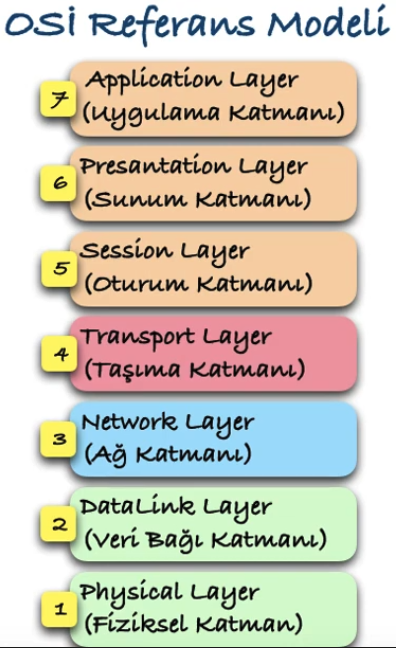 OSİ Referans Modeli
7
Application Layer
(Uygulama Katmanı)
6
Presantation Layer
(Sunum Katmanı)
5
Session Layer
(Oturum Katmanı)
4
Transport Layer
(Taşıma Katmanı)
3
Network Layer
(Ağ Katmanı)
2
DataLink Layer
(Veri Bağı Katmanı)
1
Physical Layer
(Fiziksel Katman)